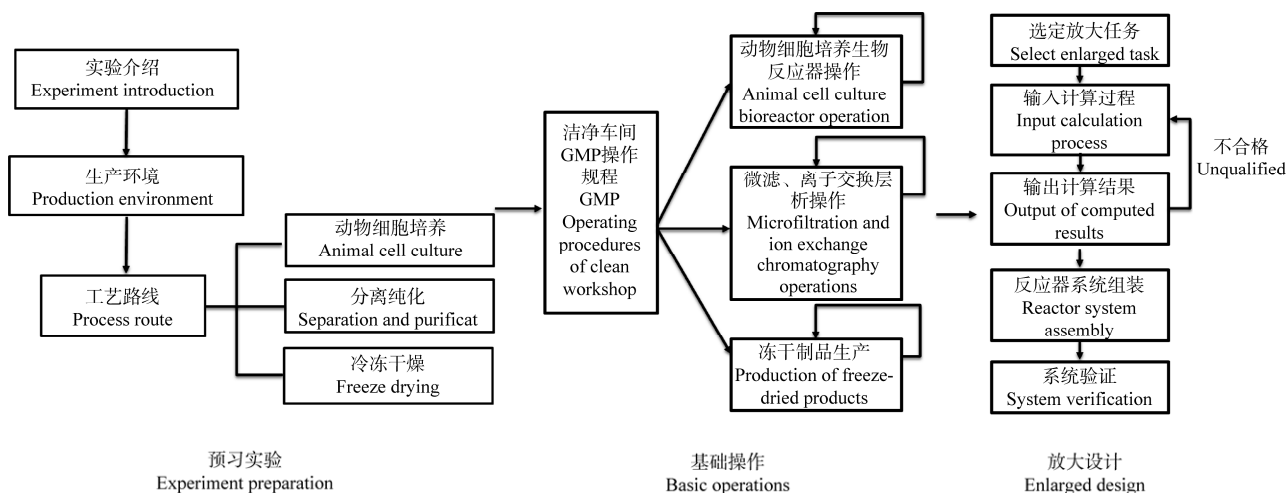 实验介绍
Experiment introduction
生产环境
Production environment
工艺路线
Process route
动物细胞培养
Animal cell culture
分离纯化
Separation and purificat
冷冻干燥
Freeze drying
预习实验
Experiment preparation
洁净车间
GMP操作
规程
GMP
Operating
procedures
of clean
workshop
动物细胞培养生物
反应器操作
Animal cell culture
bioreactor operation
微滤、离子交换层
析操作
Microfiltration and
ion exchange
chromatography
operations
冻干制品生产
Production of freeze-
dried products
基础操作
Basic operations
选定放大任务
Select enlarged task
输入计算过程
Input calculation
process
不合格
Unqualified
输出计算结果
Output of computed
results
反应器系统组装
Reactor system
assembly
系统验证
System verification
放大设计
Enlarged design